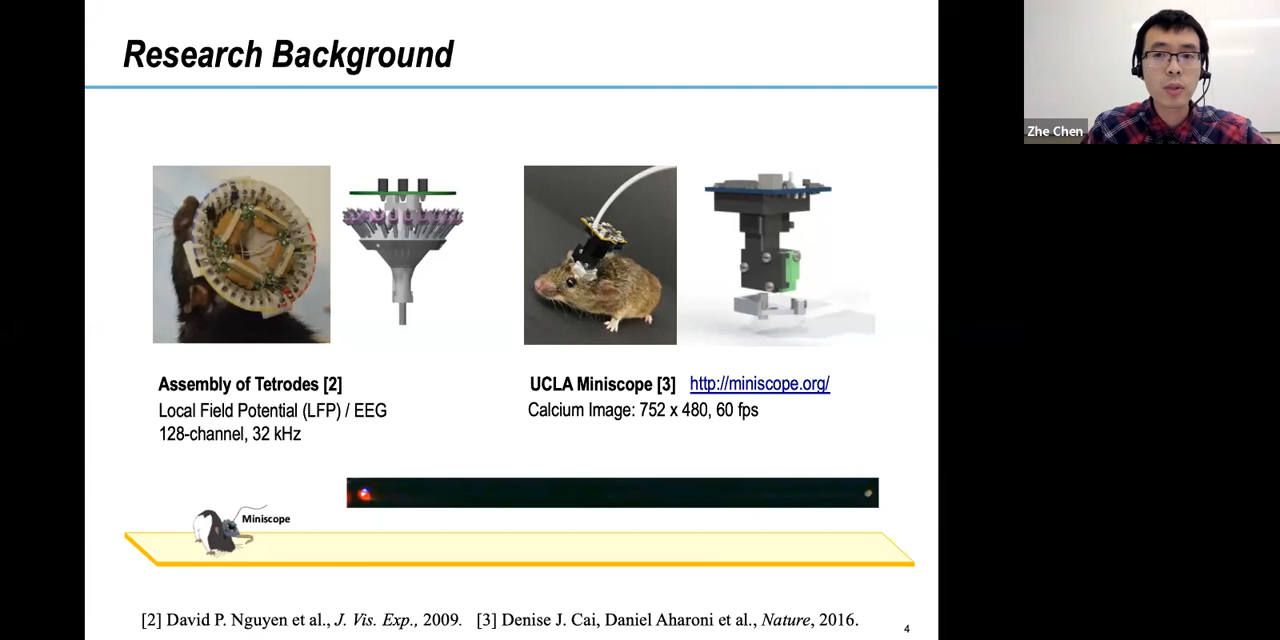 Research Background
Zhe Chen
Assembly of Tetrodes [2]
Local Field Potential (LFP) / EEG
128-channel, 32 kHz
UCLA Miniscope [3] http://miniscope.org/
Calcium Image: 752 x 480, 60 fps
Miniscope
[2] David P. Nguyen et al., J. Vis. Exp., 2009. [3] Denise J. Cai, Daniel Aharoni et al., Nature, 2016.
4